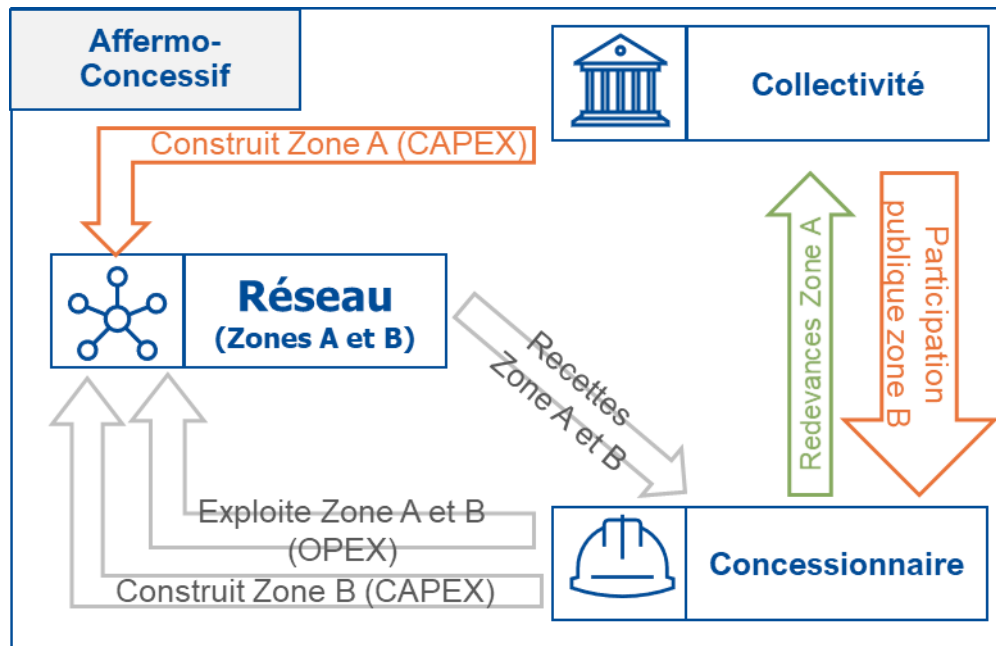 Affermo-
Concessif
Collectivité
Construit Zone A (CAPEX)
Réseau
(Zones A et B)
Recettes
Zone A et B
Redevances Zone A
Participation
publique zone B
Exploite Zone A et B
(OPEX)
Construit Zone B (CAPEX)
Concessionnaire